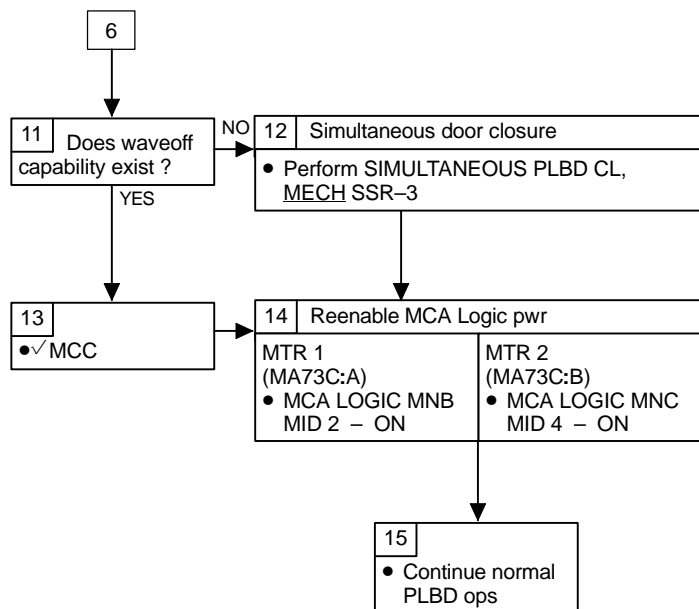 6
11 Does waveoff
capability exist ?
NO
YES
12 Simultaneous door closure
● Perform SIMULTANEOUS PLBD CL,
MECH SSR–3
13
●√MCC
14 Reenable MCA Logic pwr
MTR 1
(MA73C:A)
● MCA LOGIC MNB
MID 2 – ON
MTR 2
(MA73C:B)
● MCA LOGIC MNC
MID 4 – ON
15
● Continue normal
PLBD ops